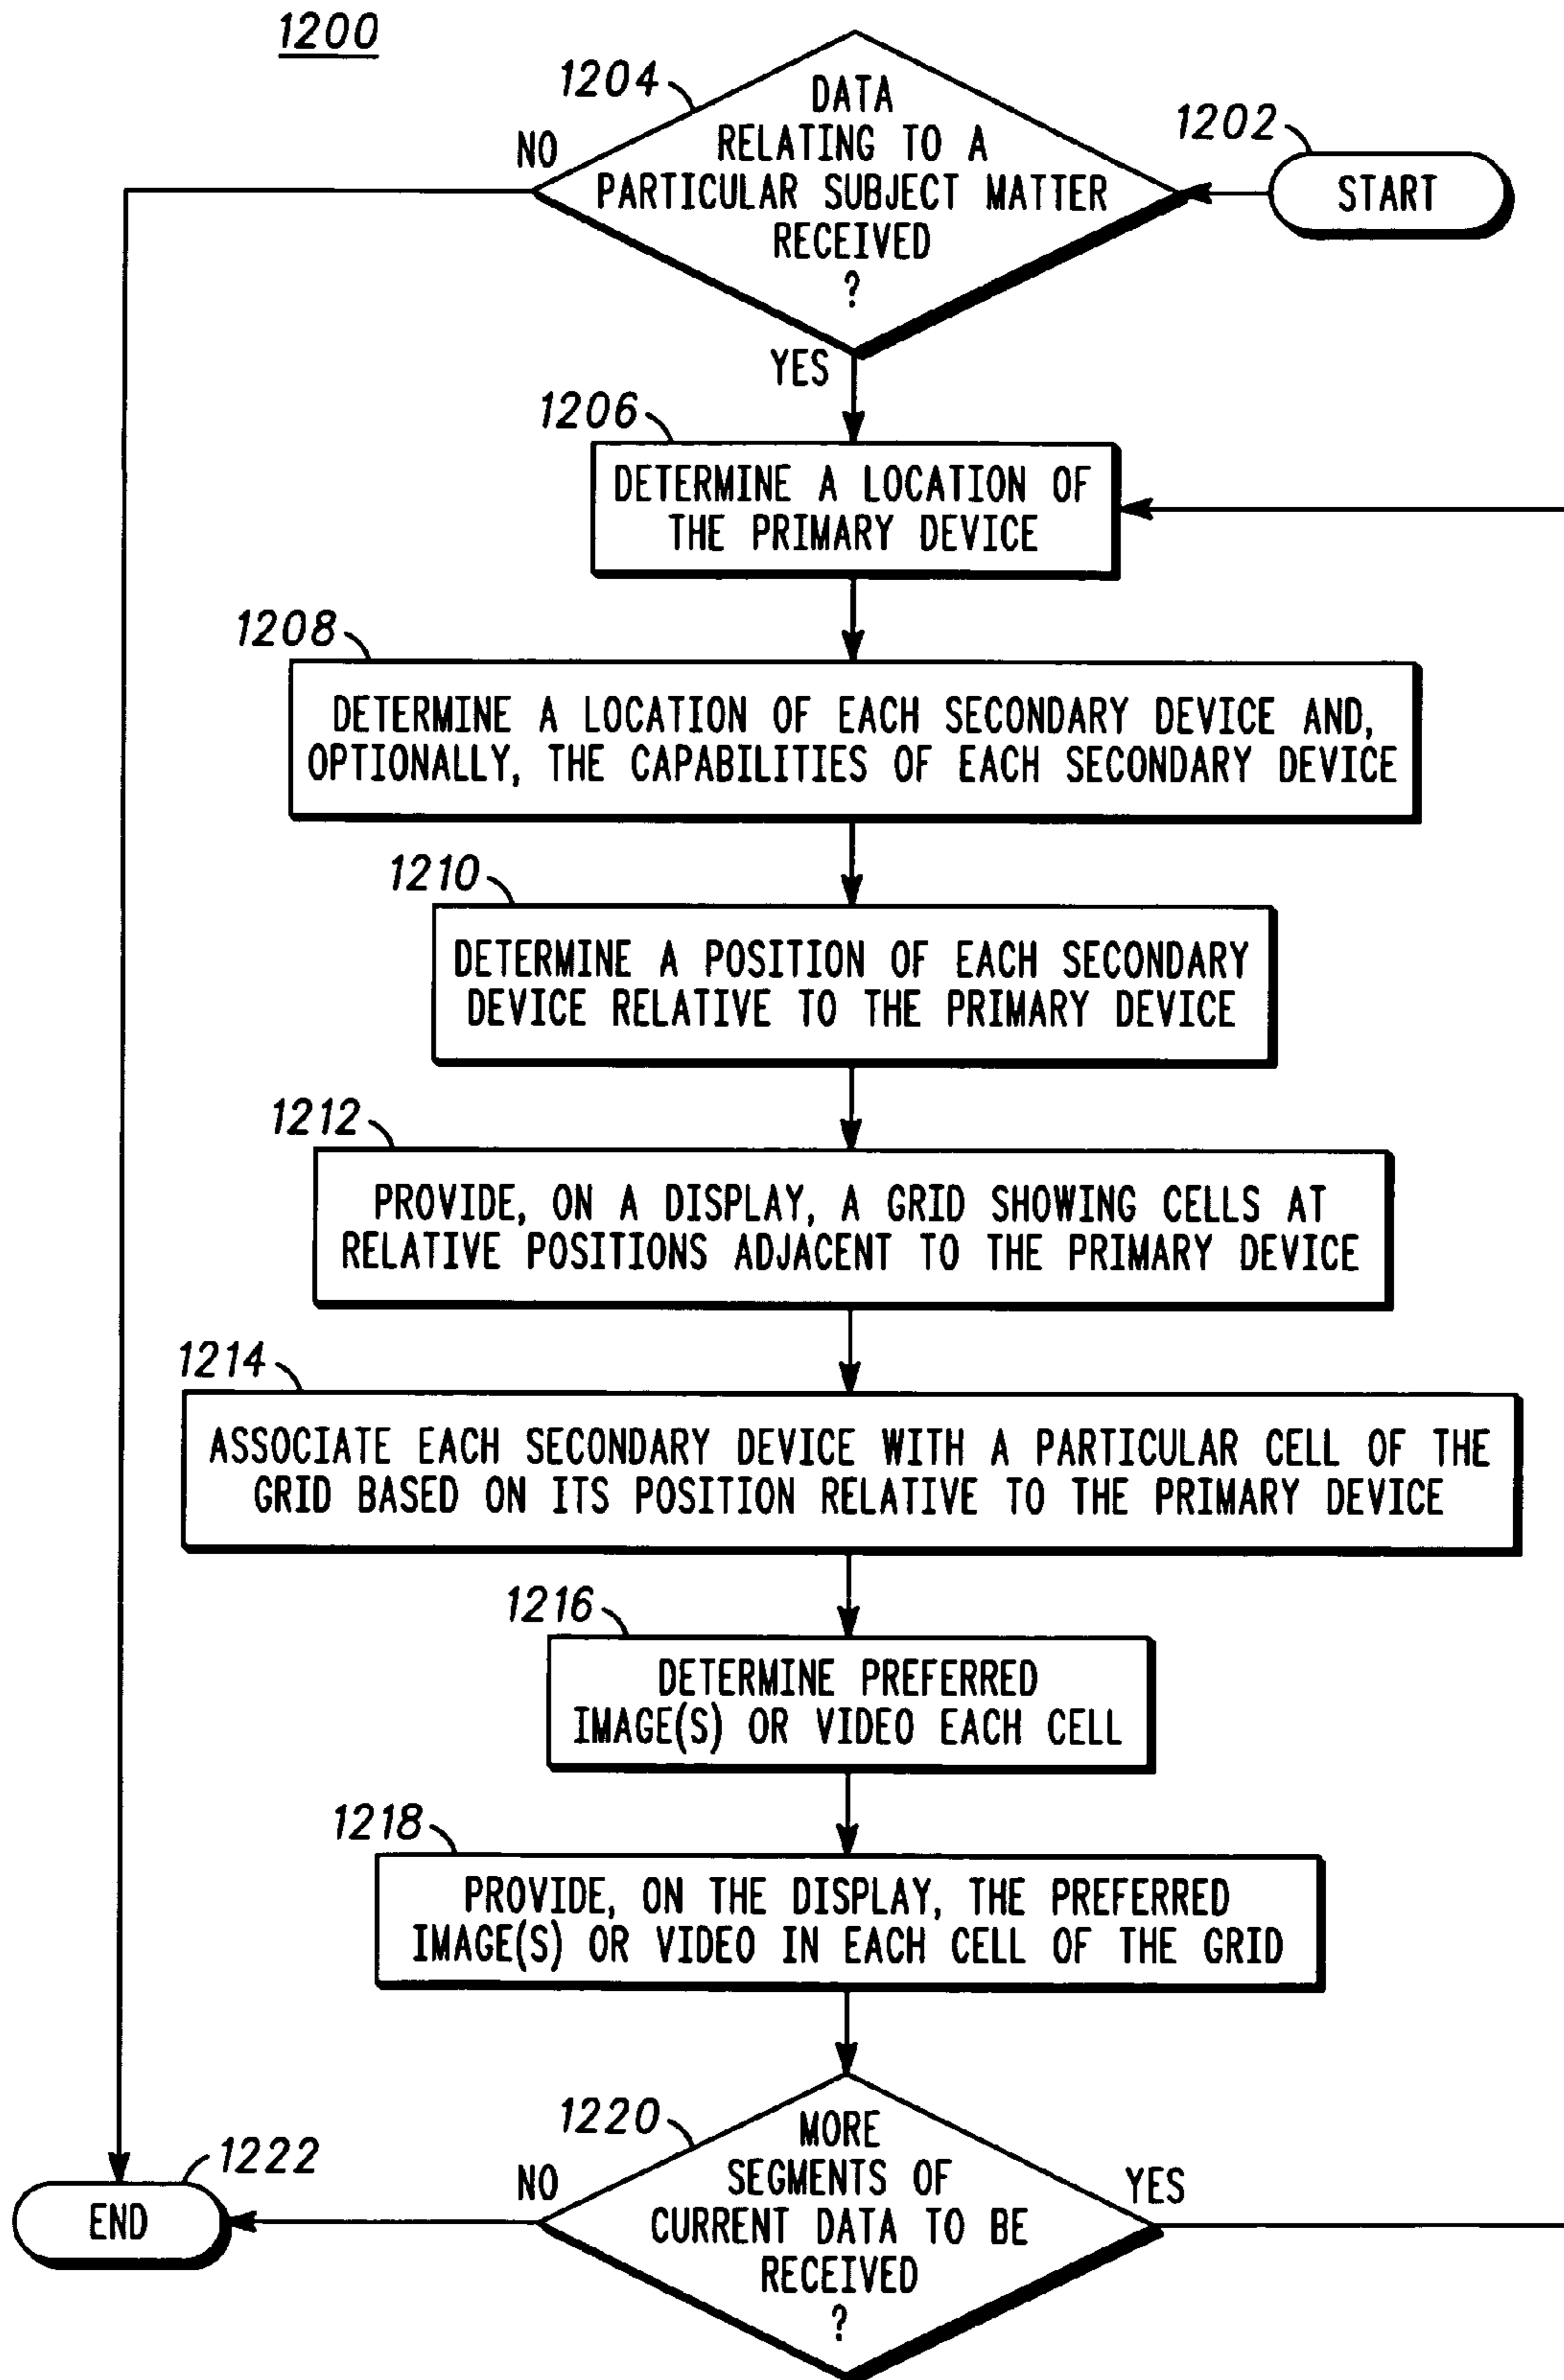 1200
1204
DATA
RELATING TO A
PARTICULAR SUBJECT MATTER
RECEIVED
?
NO
1202
START
YES
1206
DETERMINE A LOCATION OF
THE PRIMARY DEVICE
1208
DETERMINE A LOCATION OF EACH SECONDARY DEVICE AND,
OPTIONALLY, THE CAPABILITIES OF EACH SECONDARY DEVICE
1210
DETERMINE A POSITION OF EACH SECONDARY
DEVICE RELATIVE TO THE PRIMARY DEVICE
1212
PROVIDE, ON A DISPLAY, A GRID SHOWING CELLS AT
RELATIVE POSITIONS ADJACENT TO THE PRIMARY DEVICE
1214
ASSOCIATE EACH SECONDARY DEVICE WITH A PARTICULAR CELL OF THE
GRID BASED ON ITS POSITION RELATIVE TO THE PRIMARY DEVICE
1216
DETERMINE PREFERRED
IMAGE(S) OR VIDEO EACH CELL
1218
PROVIDE, ON THE DISPLAY, THE PREFERRED
IMAGE(S) OR VIDEO IN EACH CELL OF THE GRID
1220
MORE
SEGMENTS OF
CURRENT DATA TO BE
RECEIVED
?
NO
YES
1222
END